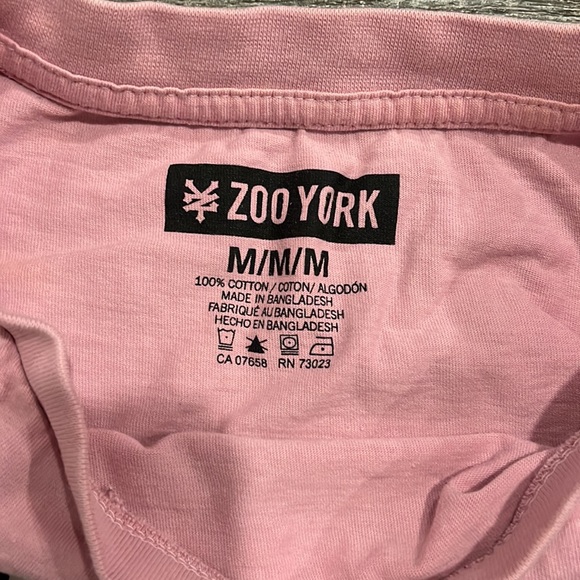 ZOO YORK
M/M/M
100% COTTON / COTON / ALGODÓN
MADE IN BANGLADESH
FABRIQUÉ AU BANGLADESH
HECHO EN BANGLADESH
CA 07658 RN 73023